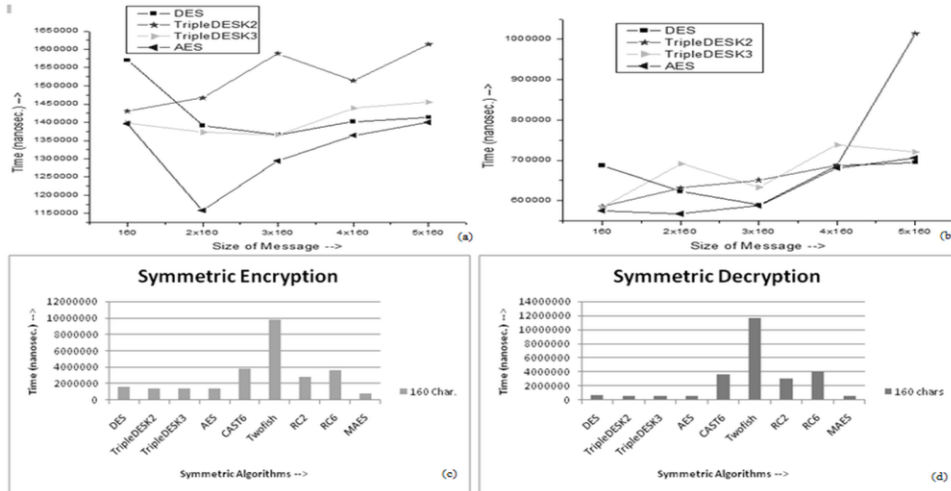 DES
TripleDESK2
TripleDESK3
AES
1650000
1600000
1550000
1500000
1450000
1400000
1350000
1300000
1250000
1200000
1150000
Time (nanosec.) -->
160
2x160
3x160
4x160
5x160
Size of Message -->
(a)
DES
TripleDESK2
TripleDESK3
AES
1000000
900000
800000
700000
600000
Time (nanosec.) -->
160
2x160
3x160
4x160
5x160
Size of Message -->
(b)
Symmetric Encryption
12000000
10000000
8000000
6000000
4000000
2000000
0
Time (nanosec.) -->
DES
TripleDESK2
TripleDESK3
AES
CAST6
Twofish
RC2
RC6
MAES
160 Char.
Symmetric Algorithms -->
(c)
Symmetric Decryption
14000000
12000000
10000000
8000000
6000000
4000000
2000000
0
Time (nanosec.) -->
DES
TripleDESK2
TripleDESK3
AES
CAST6
Twofish
RC2
RC6
MAES
160 chars
Symmetric Algorithms -->
(d)